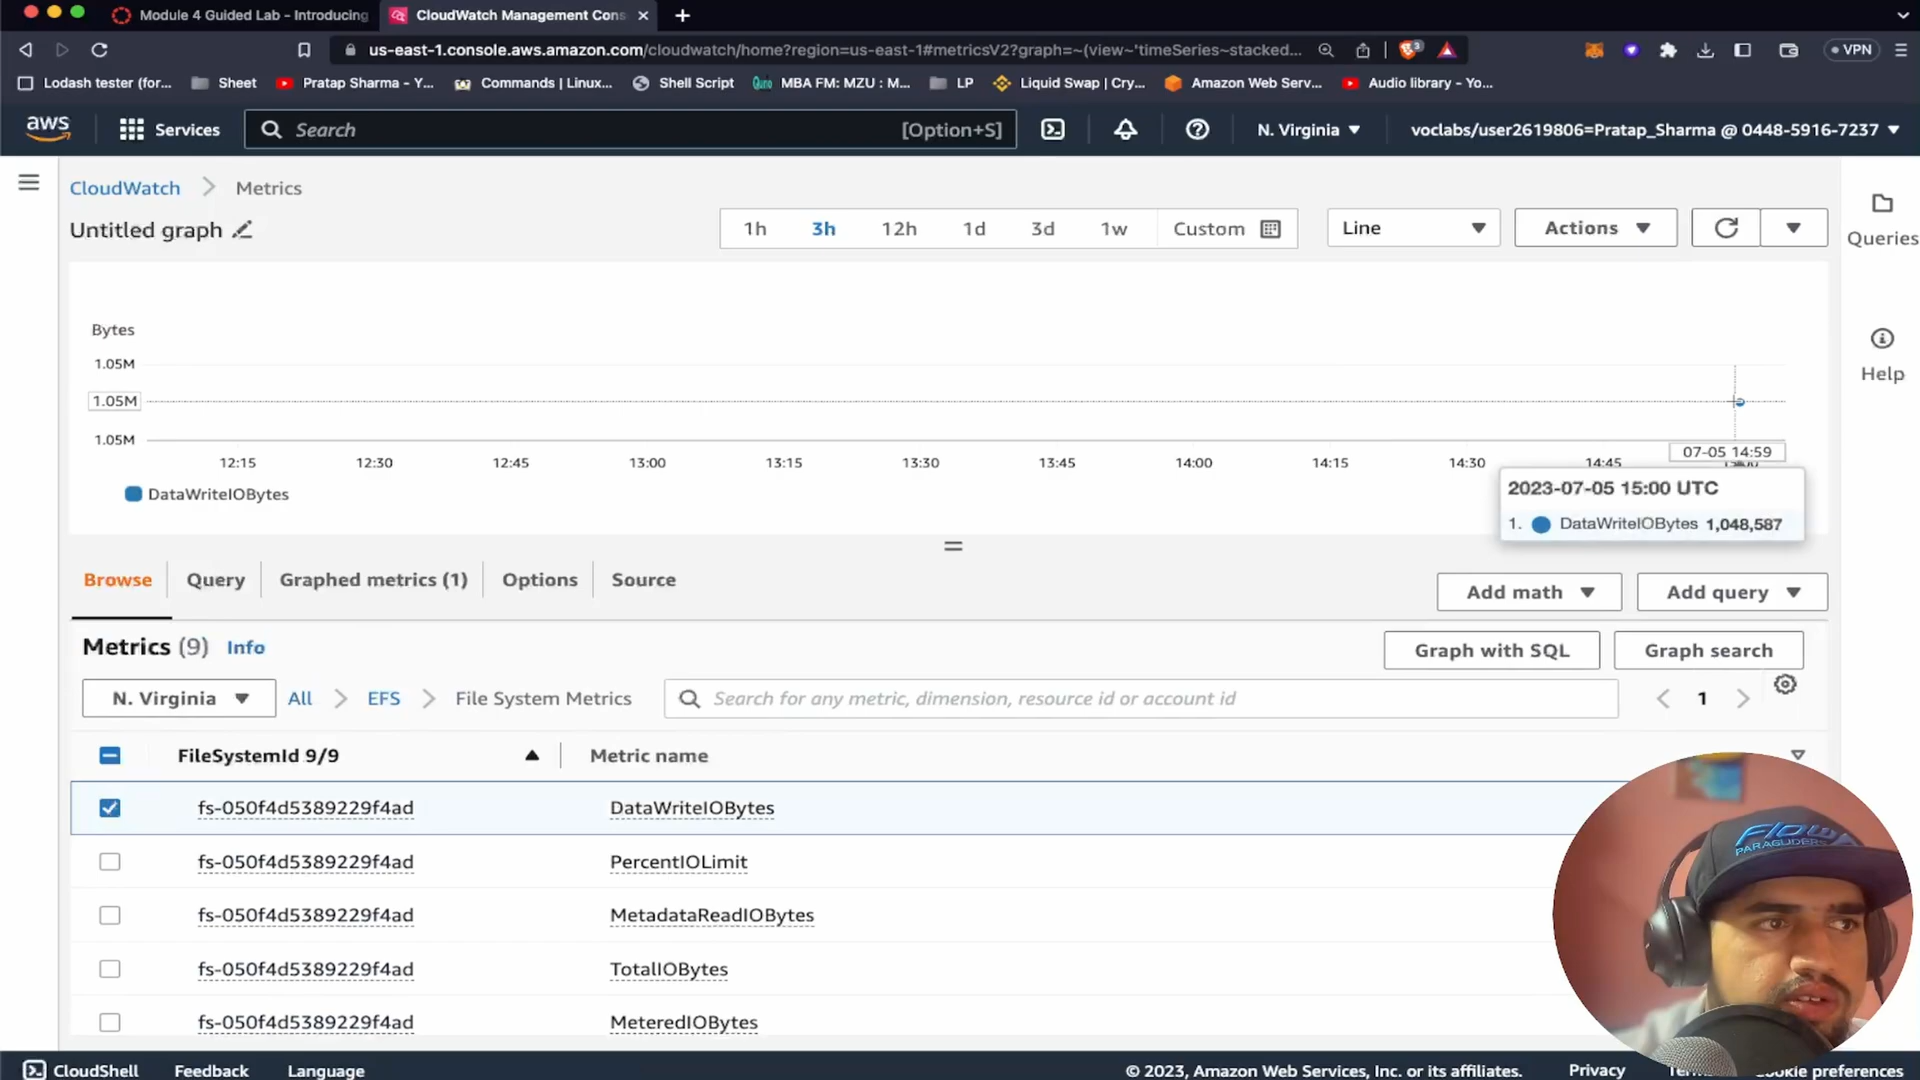 Module 4 Guided Lab - Introducing
CloudWatch Management Cons
us-east-1.console.aws.amazon.com/cloudwatch/home?region=us-east-1#metricsV2?graph=~(view~'timeSeries~stacked...
3
VPN
Lodash tester (for...
Sheet
Pratap Sharma - Y...
Commands | Linux...
Shell Script
MBA FM: MZU : M...
LP
Liquid Swap | Cry...
Amazon Web Serv...
Audio library - Yo...
aws
Services
Search
[Option+S]
N. Virginia
voclabs/user2619806=Pratap_Sharma @ 0448-5916-7237
CloudWatch
Metrics
Untitled graph
1h
3h
12h
1d
3d
1w
Custom
Line
Actions
Queries
Help
Bytes
1.05M
1.05M
1.05M
12:15
12:30
12:45
13:00
13:15
13:30
13:45
14:00
14:15
14:30
14:45
07-05 14:59
DataWriteIOBytes
2023-07-05 15:00 UTC
1. DataWriteIOBytes 1,048,587
Browse
Query
Graphed metrics (1)
Options
Source
Add math
Add query
Metrics (9) Info
Graph with SQL
Graph search
N. Virginia
All
EFS
File System Metrics
Search for any metric, dimension, resource id or account id
1
FileSystemId 9/9
Metric name
fs-050f4d5389229f4ad
DataWriteIOBytes
fs-050f4d5389229f4ad
PercentIOLimit
fs-050f4d5389229f4ad
MetadataReadIOBytes
fs-050f4d5389229f4ad
TotalIOBytes
fs-050f4d5389229f4ad
MeteredIOBytes
FLOW
PARAGLIDERS
CloudShell
Feedback
Language
© 2023, Amazon Web Services, Inc. or its affiliates.
Privacy
Cookie preferences